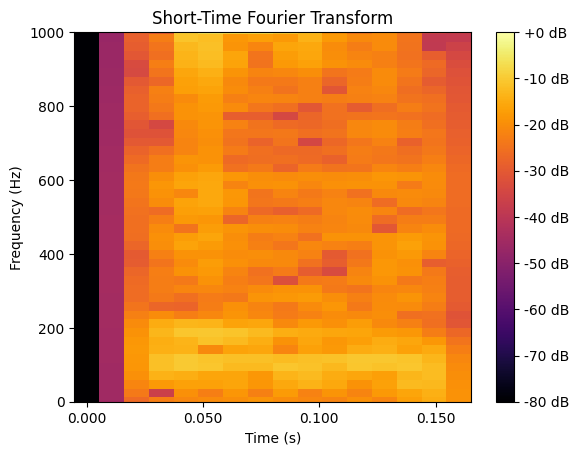 Short-Time Fourier Transform
1000
800
600
400
200
0
Frequency (Hz)
0.000
0.050
0.100
0.150
Time (s)
+0 dB
-10 dB
-20 dB
-30 dB
-40 dB
-50 dB
-60 dB
-70 dB
-80 dB